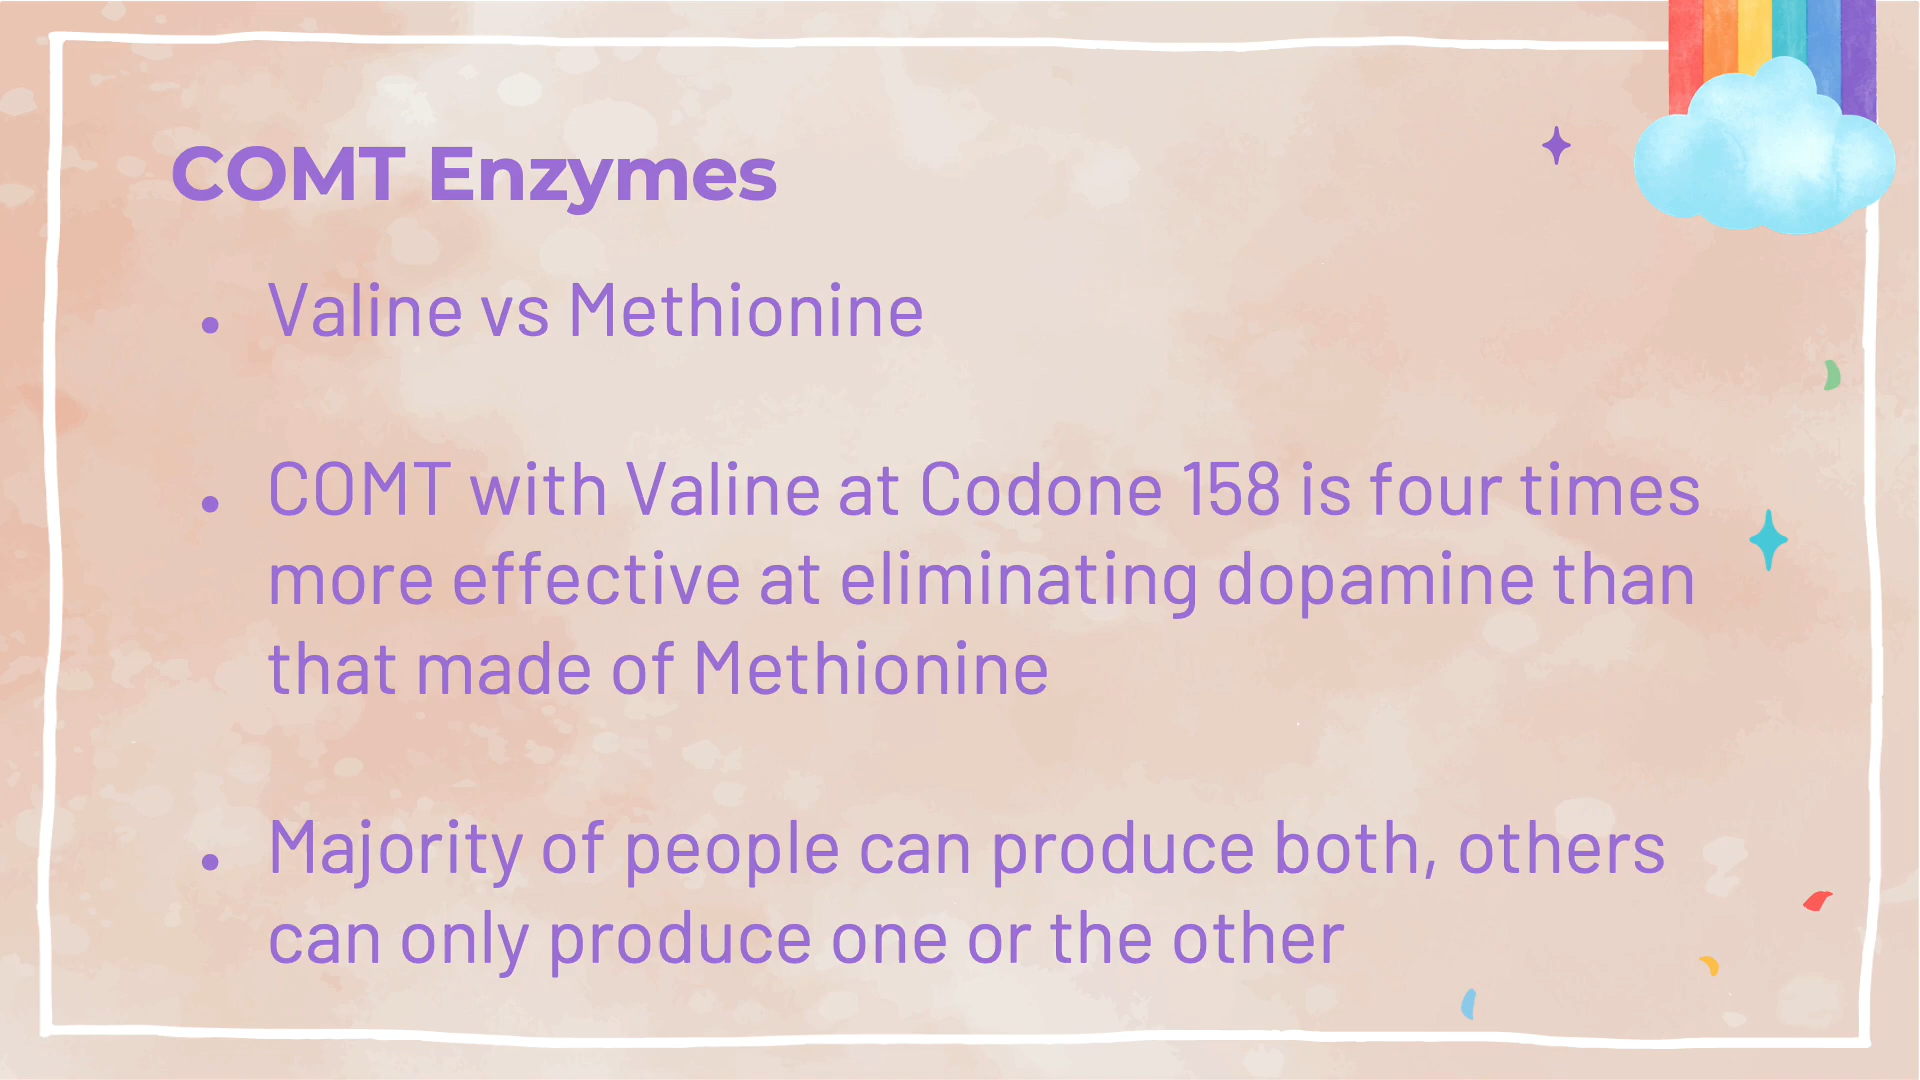 COMT Enzymes
• Valine vs Methionine
• COMT with Valine at Codone 158 is four times
more effective at eliminating dopamine than
that made of Methionine
• Majority of people can produce both, others
can only produce one or the other